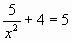 5/x² + 4 = 5